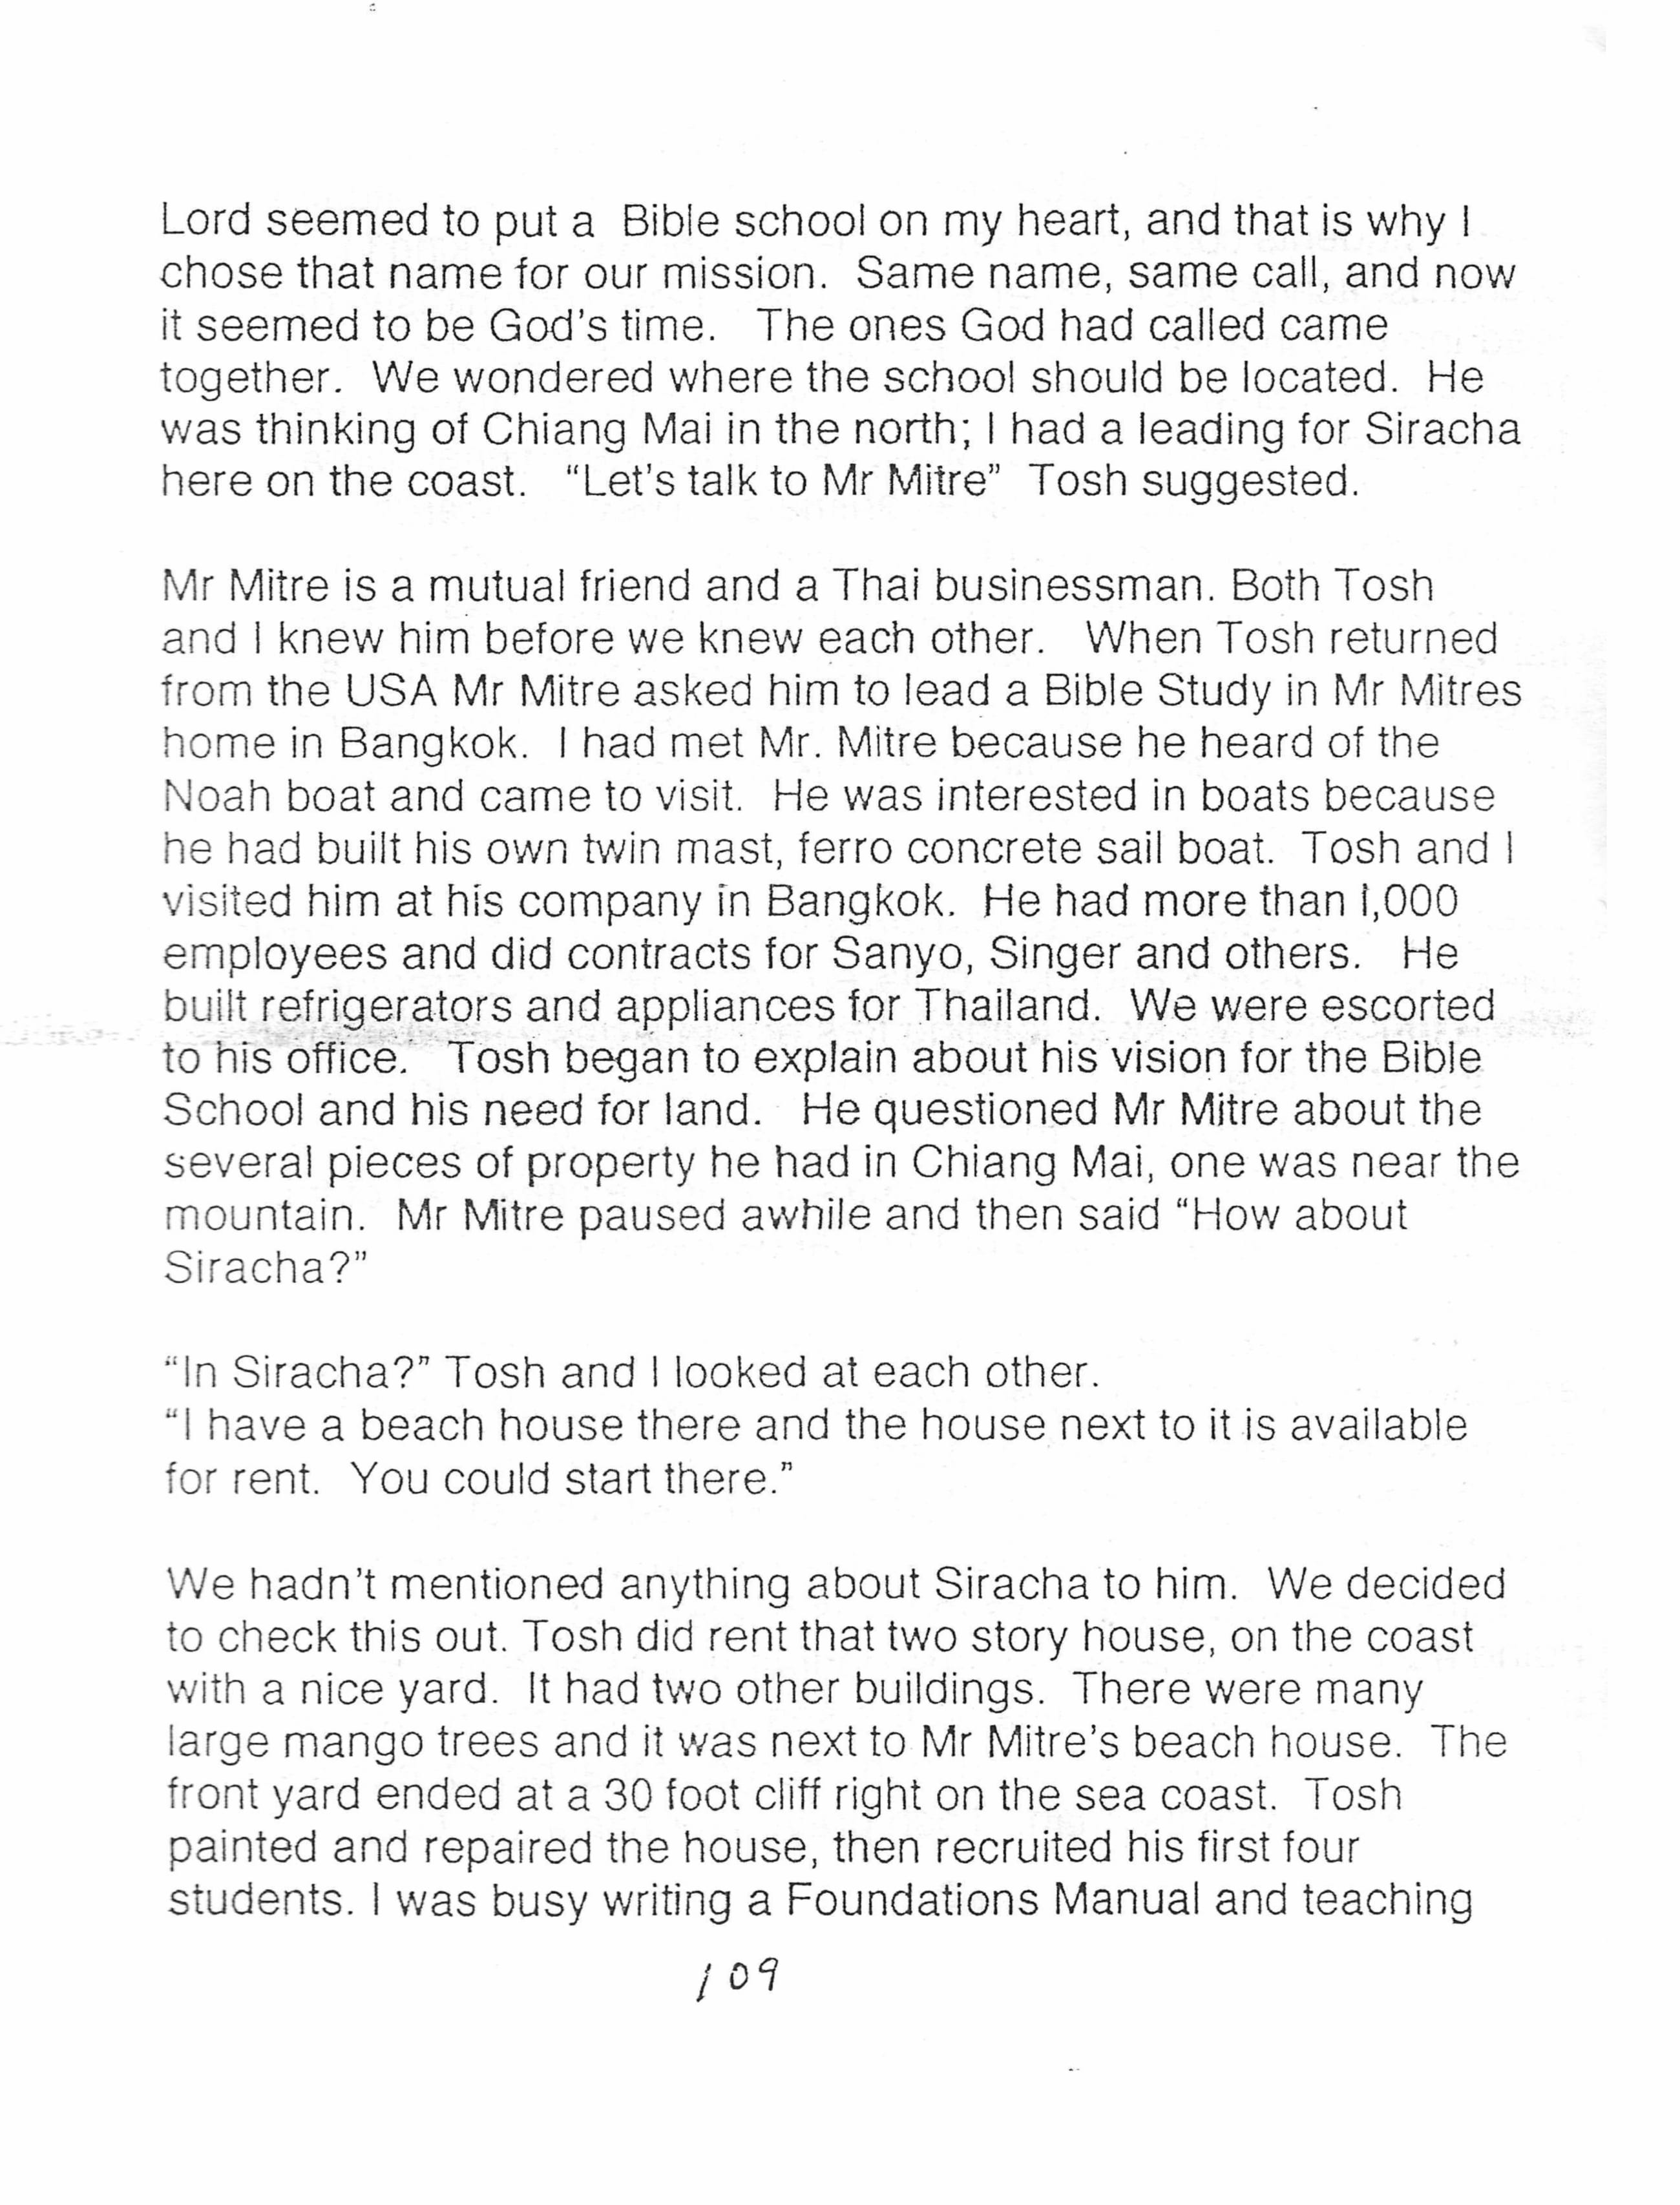 Lord seemed to put a Bible school on my heart, and that is why I
chose that name for our mission. Same name, same call, and now
it seemed to be God's time. The ones God had called came
together. We wondered where the school should be located. He
was thinking of Chiang Mai in the north; I had a leading for Siracha
here on the coast. "Let's talk to Mr Mitre" Tosh suggested.

Mr Mitre is a mutual friend and a Thai businessman. Both Tosh
and I knew him before we knew each other. When Tosh returned
from the USA Mr Mitre asked him to lead a Bible Study in Mr Mitres
home in Bangkok. I had met Mr. Mitre because he heard of the
Noah boat and came to visit. He was interested in boats because
he had built his own twin mast, ferro concrete sail boat. Tosh and I
visited him at his company in Bangkok. He had more than 1,000
employees and did contracts for Sanyo, Singer and others. He
built refrigerators and appliances for Thailand. We were escorted
to his office. Tosh began to explain about his vision for the Bible
School and his need for land. He questioned Mr Mitre about the
several pieces of property he had in Chiang Mai, one was near the
mountain. Mr Mitre paused awhile and then said "How about
Siracha?"

"In Siracha?" Tosh and I looked at each other.
"I have a beach house there and the house next to it is available
for rent. You could start there."

We hadn't mentioned anything about Siracha to him. We decided
to check this out. Tosh did rent that two story house, on the coast
with a nice yard. It had two other buildings. There were many
large mango trees and it was next to Mr Mitre's beach house. The
front yard ended at a 30 foot cliff right on the sea coast. Tosh
painted and repaired the house, then recruited his first four
students. I was busy writing a Foundations Manual and teaching
109